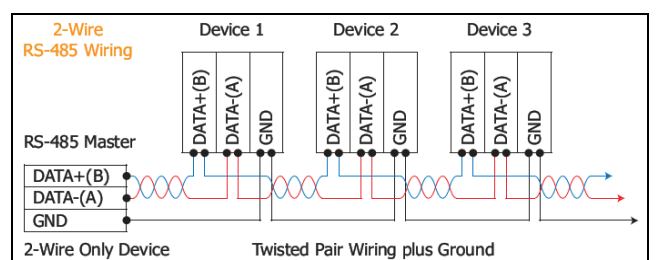 2-Wire
RS-485 Wiring
Device 1
Device 2
Device 3
DATA+(B)
DATA-(A)
GND
DATA+(B)
DATA-(A)
GND
DATA+(B)
DATA-(A)
GND
RS-485 Master
DATA+(B)
DATA-(A)
GND
2-Wire Only Device
Twisted Pair Wiring plus Ground